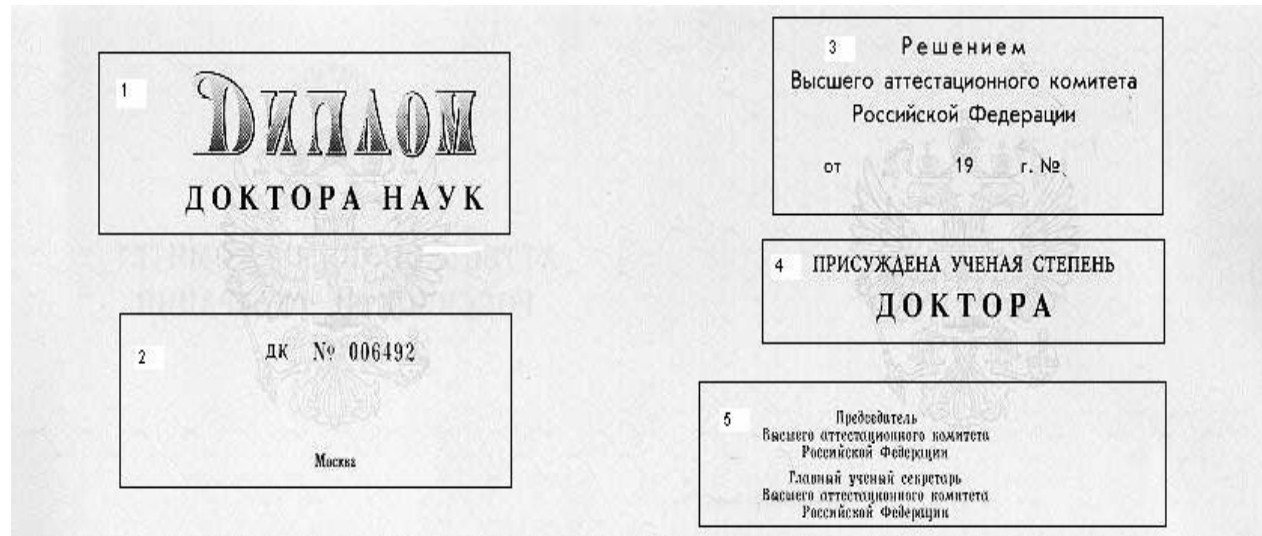 1
Диплом
ДОКТОРА НАУК
2
ДК № 006492
Москва
3 Решением
Высшего аттестационного комитета
Российской Федерации
от 19 г. №
4 ПРИСУЖДЕНА УЧЕНАЯ СТЕПЕНЬ
ДОКТОРА
5 Председатель
Высшего аттестационного комитета
Российской Федерации
Главный ученый секретарь
Высшего аттестационного комитета
Российской Федерации